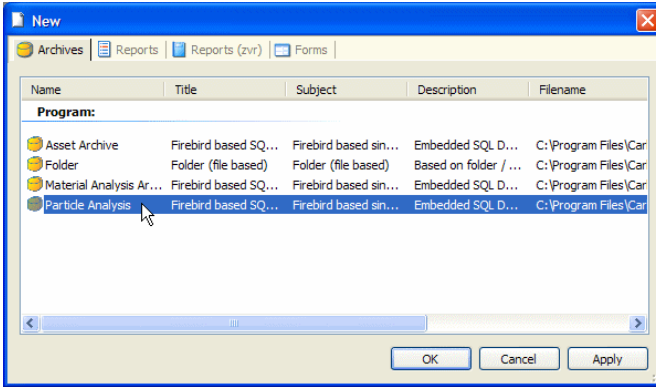 New
Archives Reports Reports (zvr) Forms
Name Title Subject Description Filename
Program:
Asset Archive Firebird based SQ... Firebird based sin... Embedded SQL D... C:\Program Files\Car
Folder Folder (file based) Folder (file based) Based on folder / ... C:\Program Files\Car
Material Analysis Ar... Firebird based SQ... Firebird based sin... Embedded SQL D... C:\Program Files\Car
Particle Analysis Firebird based SQ... Firebird based sin... Embedded SQL D... C:\Program Files\Car
OK Cancel Apply